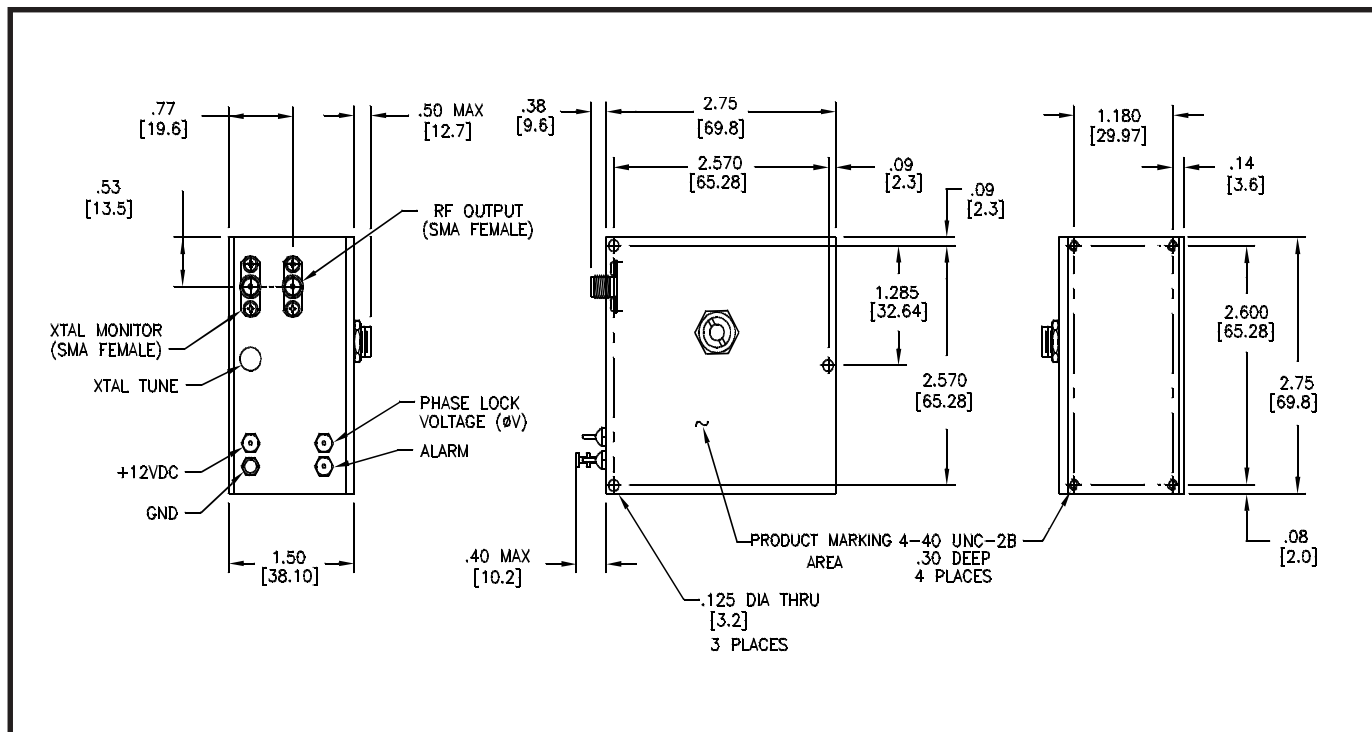 .77
[19.6]
.50 MAX
[12.7]
.53
[13.5]
RF OUTPUT
(SMA FEMALE)
XTAL MONITOR
(SMA FEMALE)
XTAL TUNE
PHASE LOCK
VOLTAGE (øV)
ALARM
+12VDC
GND
1.50
[38.10]
.38
[9.6]
2.75
[69.8]
2.570
[65.28]
.09
[2.3]
.09
[2.3]
1.285
[32.64]
2.570
[65.28]
~
.40 MAX
[10.2]
PRODUCT MARKING
AREA
.125 DIA THRU
[3.2]
3 PLACES
1.180
[29.97]
.14
[3.6]
2.600
[65.28]
2.75
[69.8]
4-40 UNC-2B
.30 DEEP
4 PLACES
.08
[2.0]